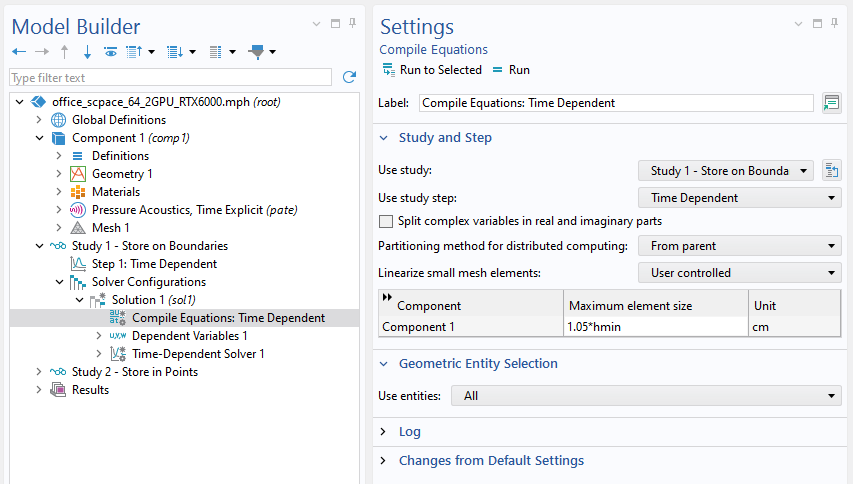 Model Builder
Type filter text
office_scpace_64_2GPU_RTX6000.mph (root)
Global Definitions
Component 1 (comp1)
Definitions
Geometry 1
Materials
Pressure Acoustics, Time Explicit (pate)
Mesh 1
Study 1 - Store on Boundaries
Step 1: Time Dependent
Solver Configurations
Solution 1 (sol1)
Compile Equations: Time Dependent
Dependent Variables 1
Time-Dependent Solver 1
Study 2 - Store in Points
Results
Settings
Compile Equations
Run to Selected Run
Label: Compile Equations: Time Dependent
Study and Step
Use study: Study 1 - Store on Bounda
Use study step: Time Dependent
Split complex variables in real and imaginary parts
Partitioning method for distributed computing: From parent
Linearize small mesh elements: User controlled
Component Maximum element size Unit
Component 1 1.05*hmin cm
Geometric Entity Selection
Use entities: All
Log
Changes from Default Settings